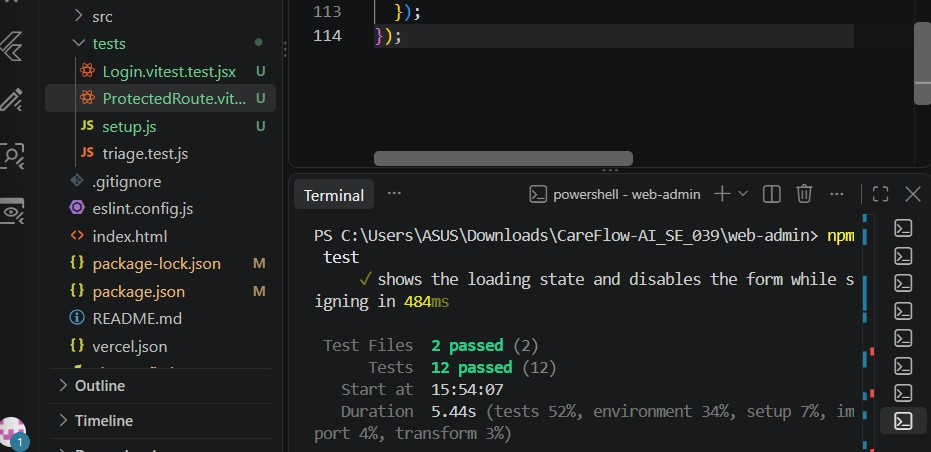 src
tests
Login.vitest.test.jsx U
ProtectedRoute.vit... U
JS setup.js U
JS triage.test.js
.gitignore
eslint.config.js
<> index.html
{} package-lock.json M
{} package.json M
README.md
vercel.json
Outline
Timeline
1
113 });
114 });
Terminal ... powershell - web-admin ...
PS C:\Users\ASUS\Downloads\CareFlow-AI_SE_039\web-admin> npm
test
✓ shows the loading state and disables the form while s
igning in 484ms
Test Files 2 passed (2)
Tests 12 passed (12)
Start at 15:54:07
Duration 5.44s (tests 52%, environment 34%, setup 7%, im
port 4%, transform 3%)